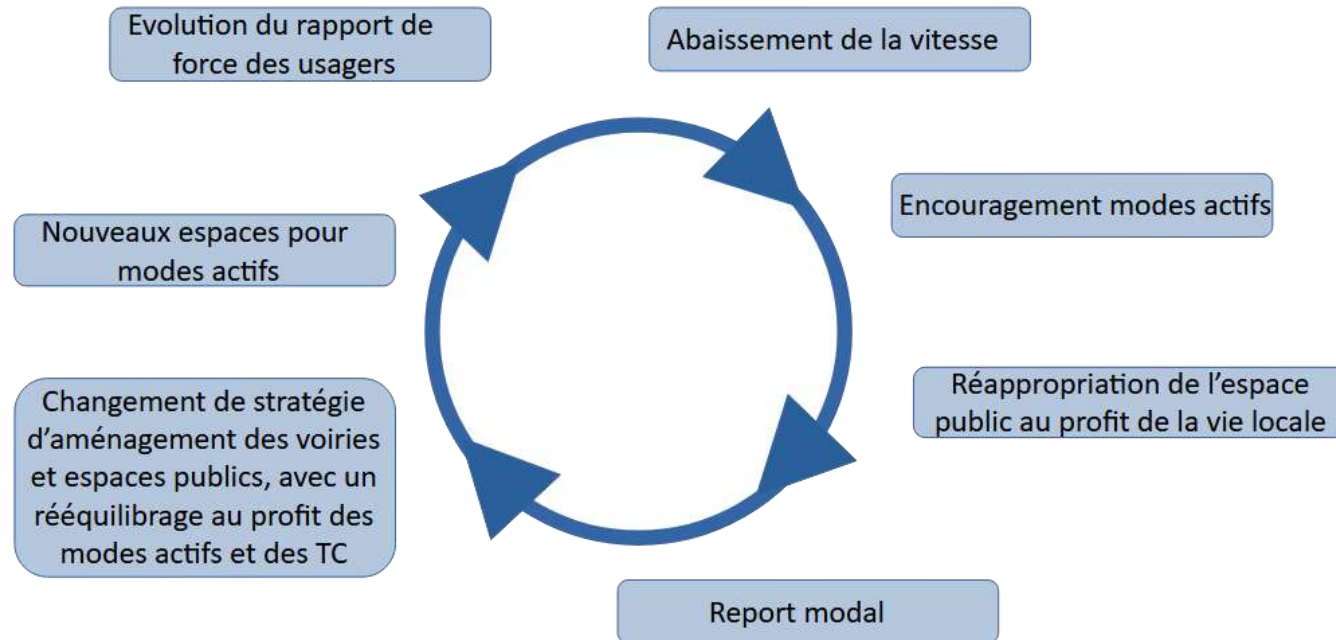 Evolution du rapport de
force des usagers
Abaissement de la vitesse
Encouragement modes actifs
Nouveaux espaces pour
modes actifs
Réappropriation de l’espace
public au profit de la vie locale
Changement de stratégie
d’aménagement des voiries
et espaces publics, avec un
rééquilibrage au profit des
modes actifs et des TC
Report modal